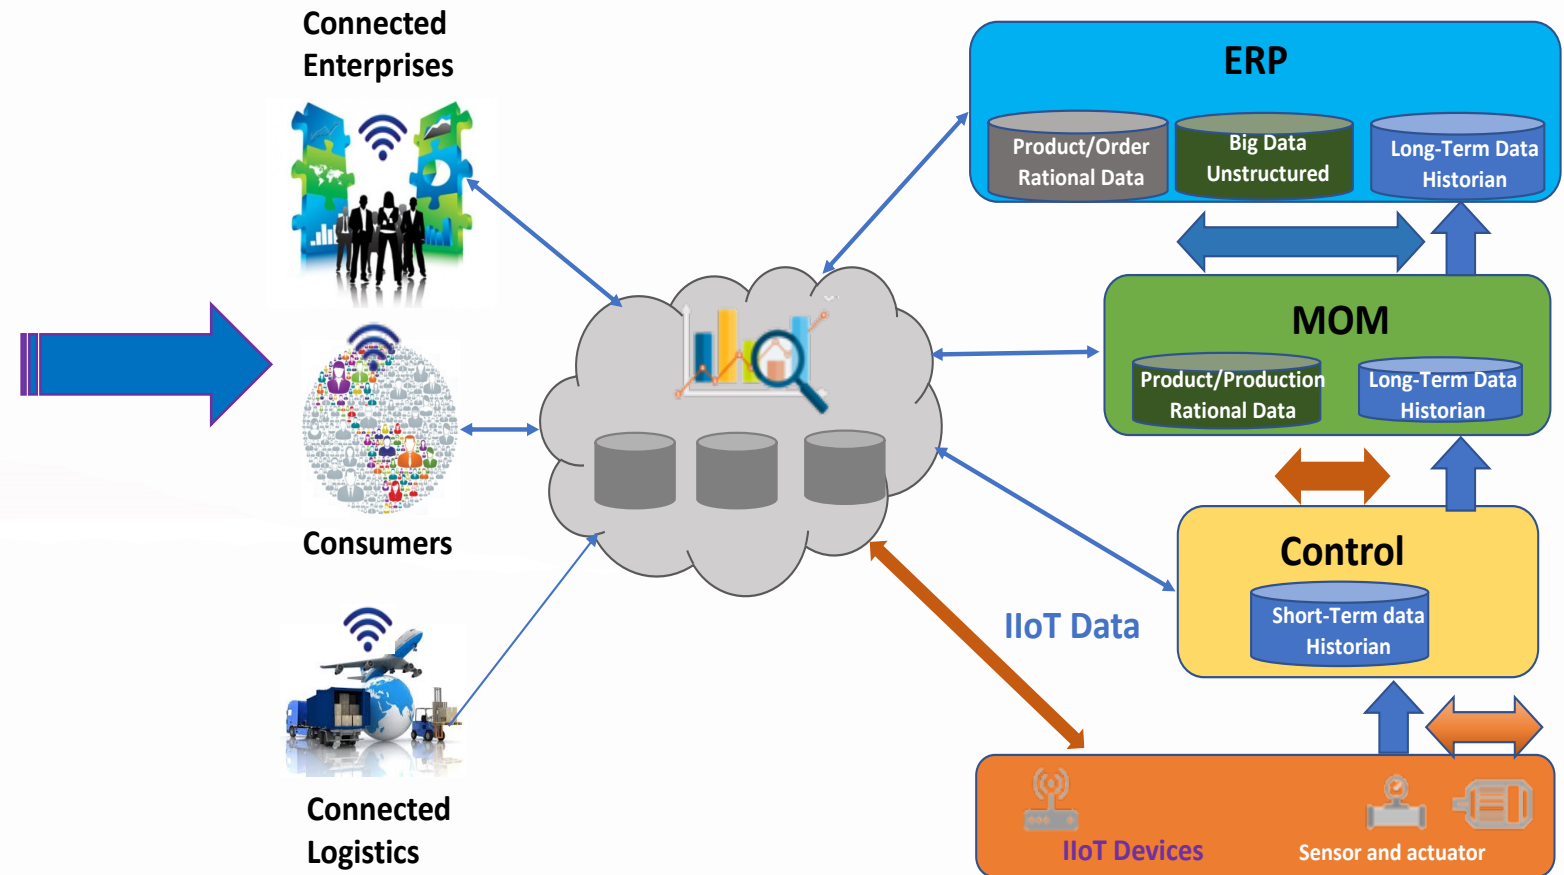 Connected
Enterprises
ERP
Product/Order
Rational Data
Big Data
Unstructured
Long-Term Data
Historian
MOM
Product/Production
Rational Data
Long-Term Data
Historian
Consumers
Control
Short-Term data
Historian
IIoT Data
Connected
Logistics
IIoT Devices
Sensor and actuator